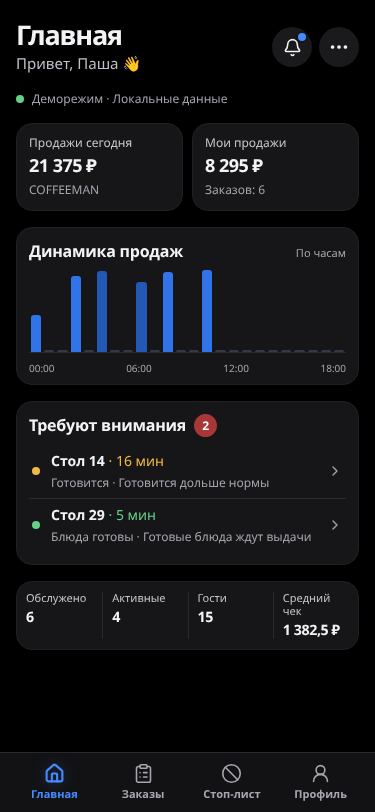 Главная
Привет, Паша 👋
Деморежим · Локальные данные
Продажи сегодня
21 375 ₽
COFFEEMAN
Мои продажи
8 295 ₽
Заказов: 6
Динамика продаж
По часам
00:00 06:00 12:00 18:00
Требуют внимания 2
Стол 14 · 16 мин
Готовится · Готовится дольше нормы
Стол 29 · 5 мин
Блюда готовы · Готовые блюда ждут выдачи
Обслужено
6
Активные
4
Гости
15
Средний
чек
1 382,5 ₽
Главная Заказы Стоп-лист Профиль